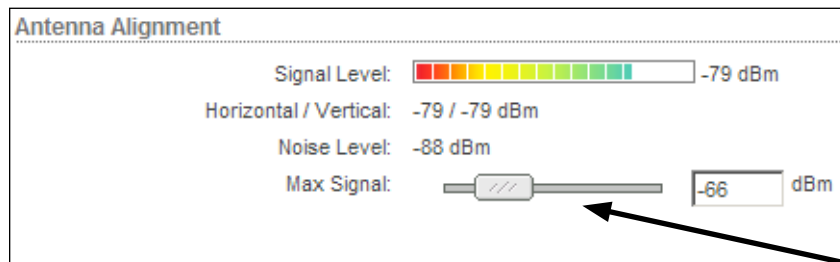 Antenna Alignment
Signal Level: -79 dBm
Horizontal / Vertical: -79 / -79 dBm
Noise Level: -88 dBm
Max Signal: -66 dBm